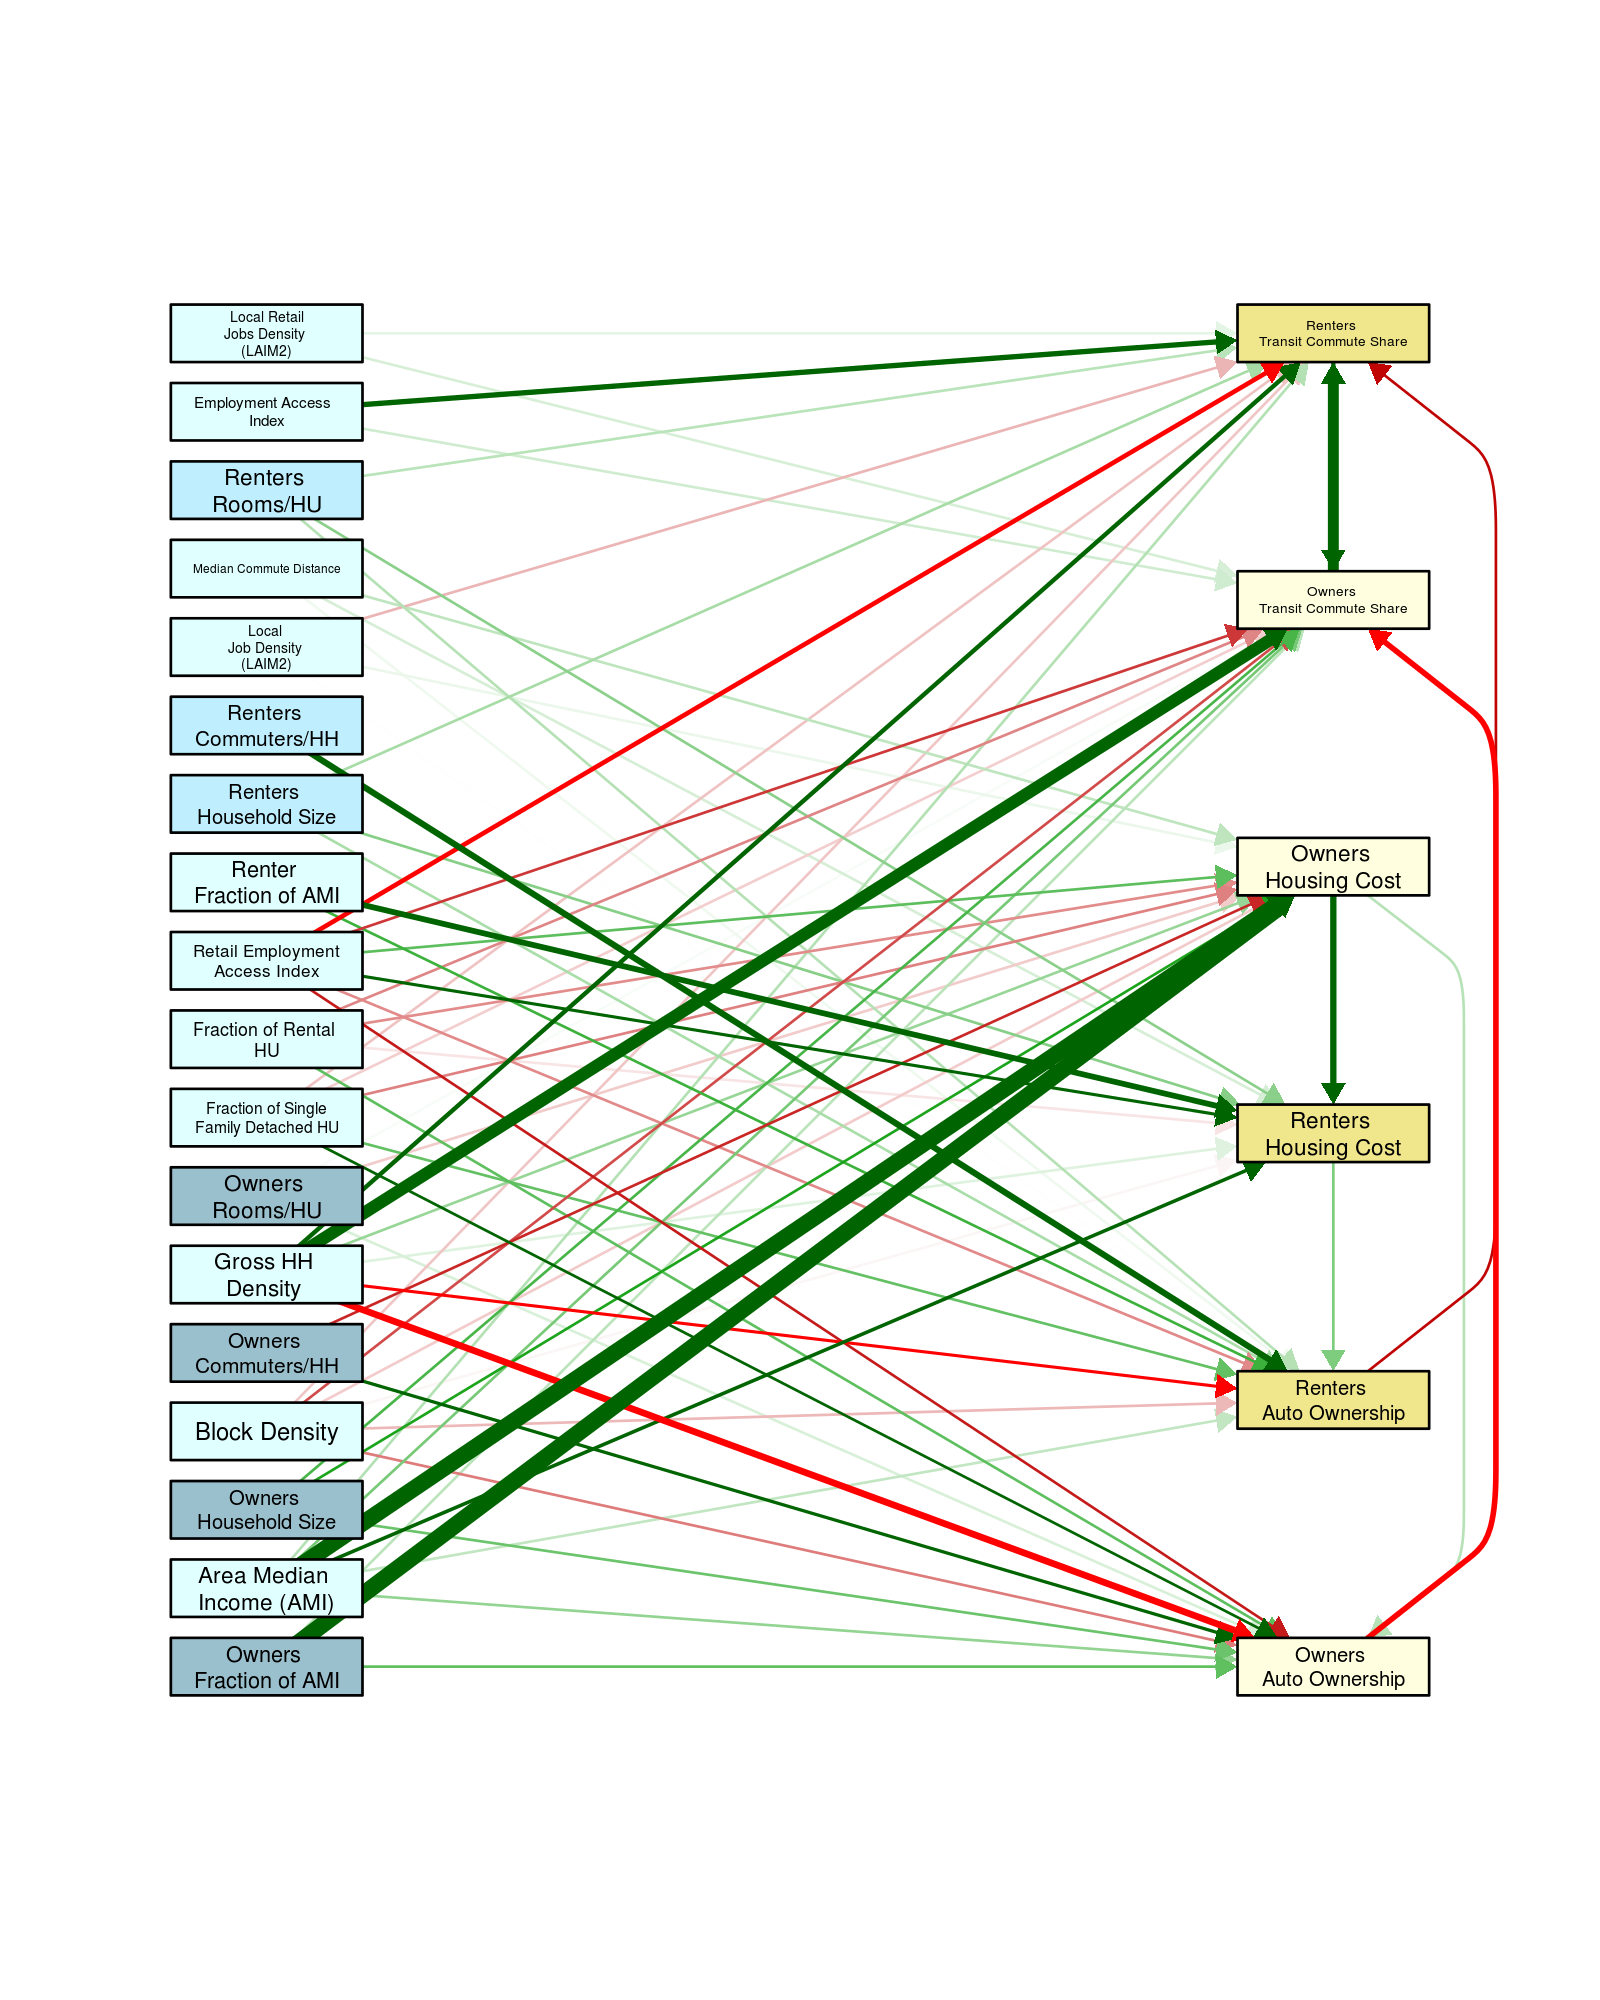 Local Retail
Jobs Density
(LAIM2)
Employment Access
Index
Renters
Rooms/HU
Median Commute Distance
Local
Job Density
(LAIM2)
Renters
Commuters/HH
Renters
Household Size
Renter
Fraction of AMI
Retail Employment
Access Index
Fraction of Rental
HU
Fraction of Single
Family Detached HU
Owners
Rooms/HU
Gross HH
Density
Owners
Commuters/HH
Block Density
Owners
Household Size
Area Median
Income (AMI)
Owners
Fraction of AMI
Renters
Transit Commute Share
Owners
Transit Commute Share
Owners
Housing Cost
Renters
Housing Cost
Renters
Auto Ownership
Owners
Auto Ownership